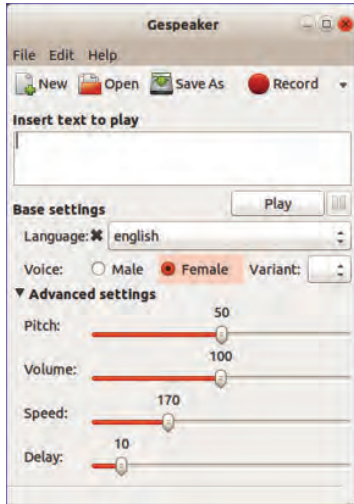 Gespeaker
File Edit Help
New Open Save As Record
Insert text to play
Play
Base settings
Language: english
Voice: Male Female Variant:
Advanced settings
50
Pitch:
100
Volume:
170
Speed:
10
Delay: